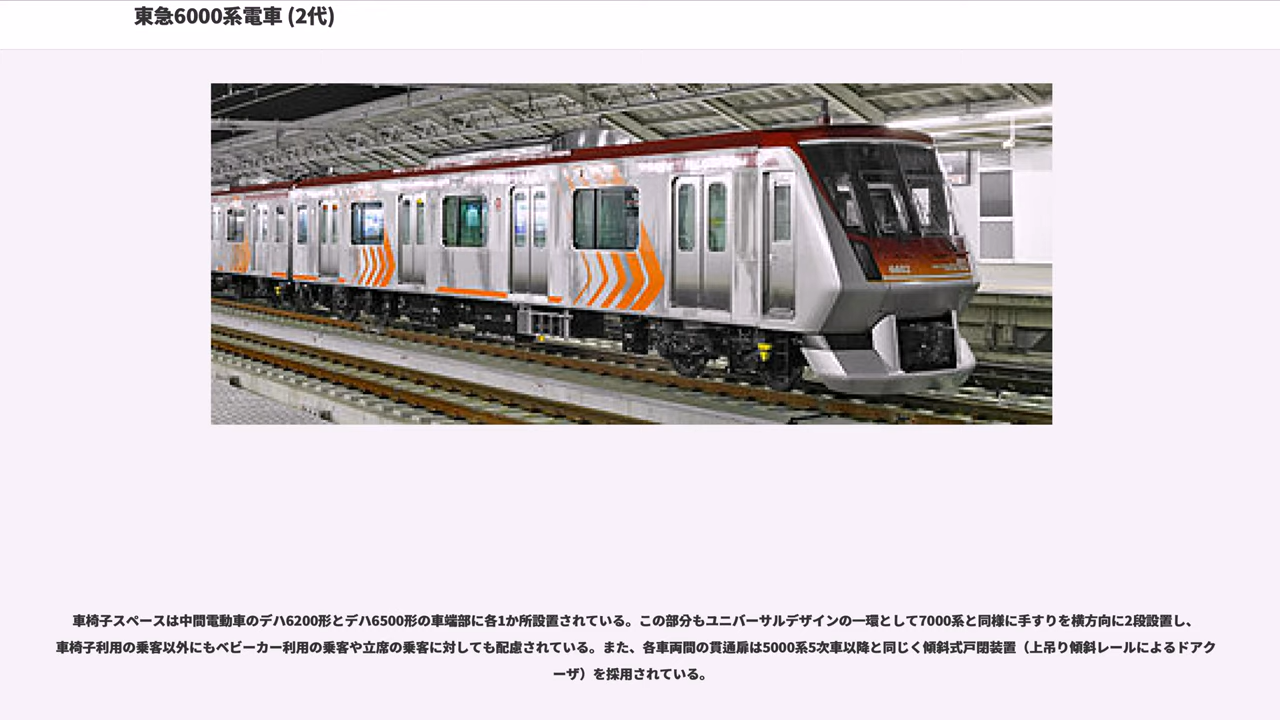 東急6000系電車 (2代)
車椅子スペースは中間電動車のデハ6200形とデハ6500形の車端部に各1か所設置されている。この部分もユニバーサルデザインの一環として7000系と同様に手すりを横方向に2段設置し、
車椅子利用の乗客以外にもベビーカー利用の乗客や立席の乗客に対しても配慮されている。また、各車両間の貫通扉は5000系5次車以降と同じく傾斜式戸閉装置（上吊り傾斜レールによるドアク
ーザ）を採用されている。